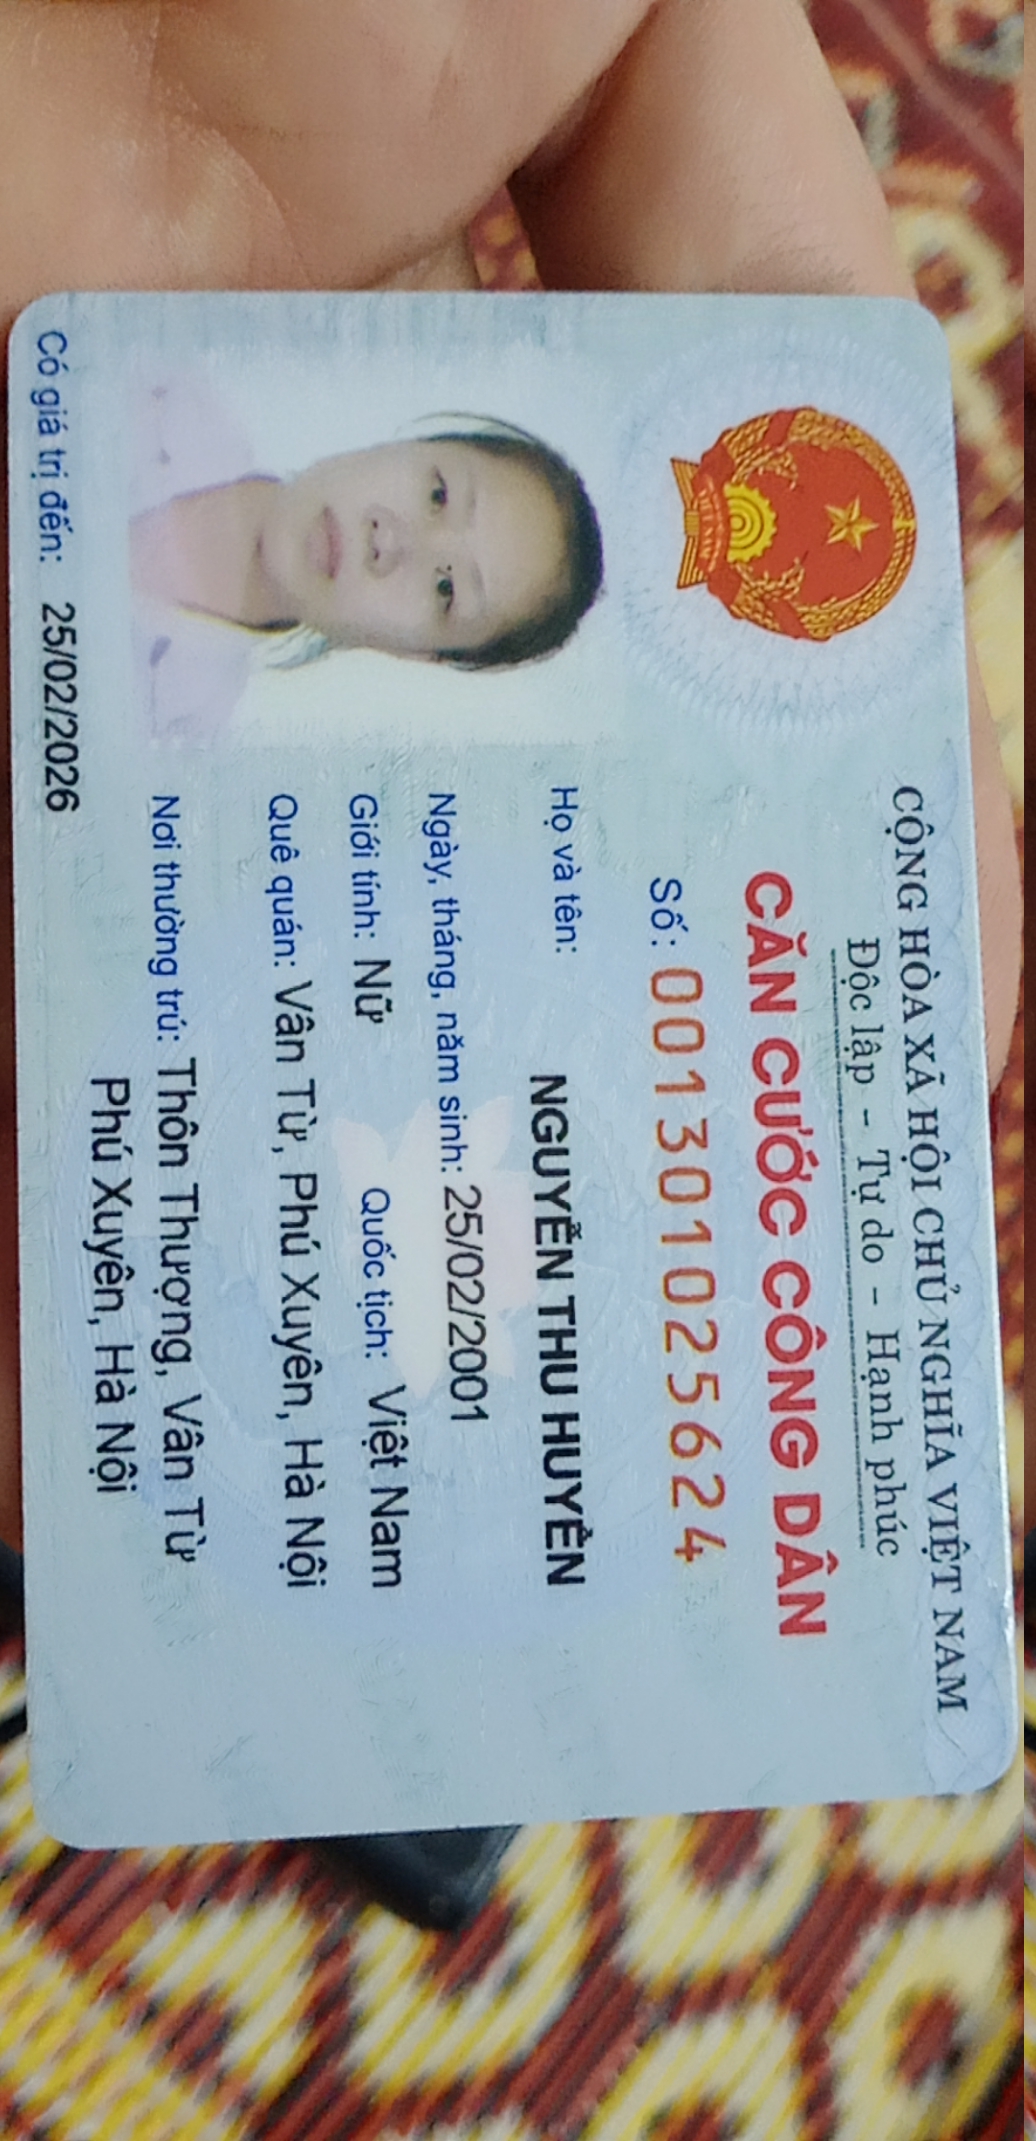 CỘNG HÒA XÃ HỘI CHỦ NGHĨA VIỆT NAM
Độc lập - Tự do - Hạnh phúc
CĂN CƯỚC CÔNG DÂN
Số: 001301025624
Họ và tên: NGUYỄN THU HUYỀN
Ngày, tháng, năm sinh: 25/02/2001
Giới tính: Nữ Quốc tịch: Việt Nam
Quê quán: Vân Từ, Phú Xuyên, Hà Nội
Nơi thường trú: Thôn Thượng, Vân Từ
Phú Xuyên, Hà Nội
Có giá trị đến: 25/02/2026